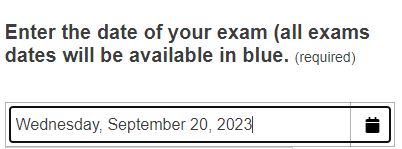 Enter the date of your exam (all exams
dates will be available in blue. (required)
Wednesday, September 20, 2023